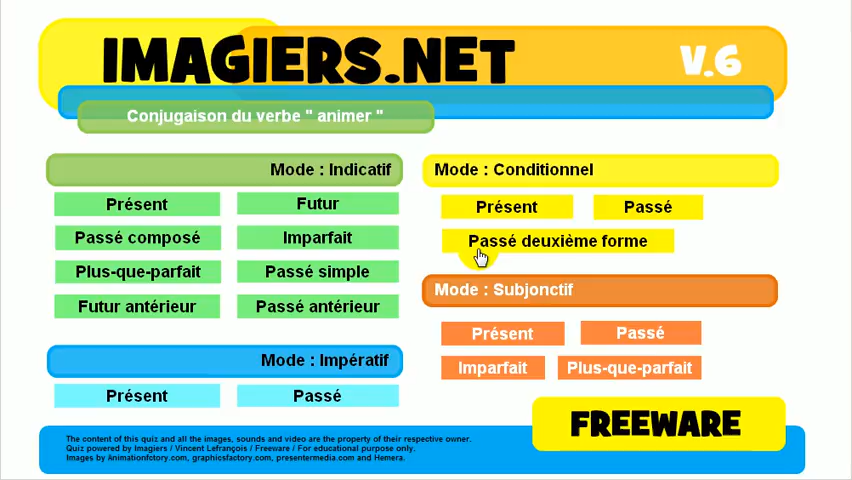 IMAGIERS.NET
V.6
Conjugaison du verbe " animer "
Mode : Indicatif
Présent
Futur
Passé composé
Imparfait
Plus-que-parfait
Passé simple
Futur antérieur
Passé antérieur
Mode : Impératif
Présent
Passé
Mode : Conditionnel
Présent
Passé
Passé deuxième forme
Mode : Subjonctif
Présent
Passé
Imparfait
Plus-que-parfait
FREEWARE
The content of this quiz and all the images, sounds and video are the property of their respective owner.
Quiz powered by Imagiers / Vincent Lefrançois / Freeware / For educational purpose only.
Images by Animationfctory.com, graphicsfactory.com, presentermedia.com and Hemera.